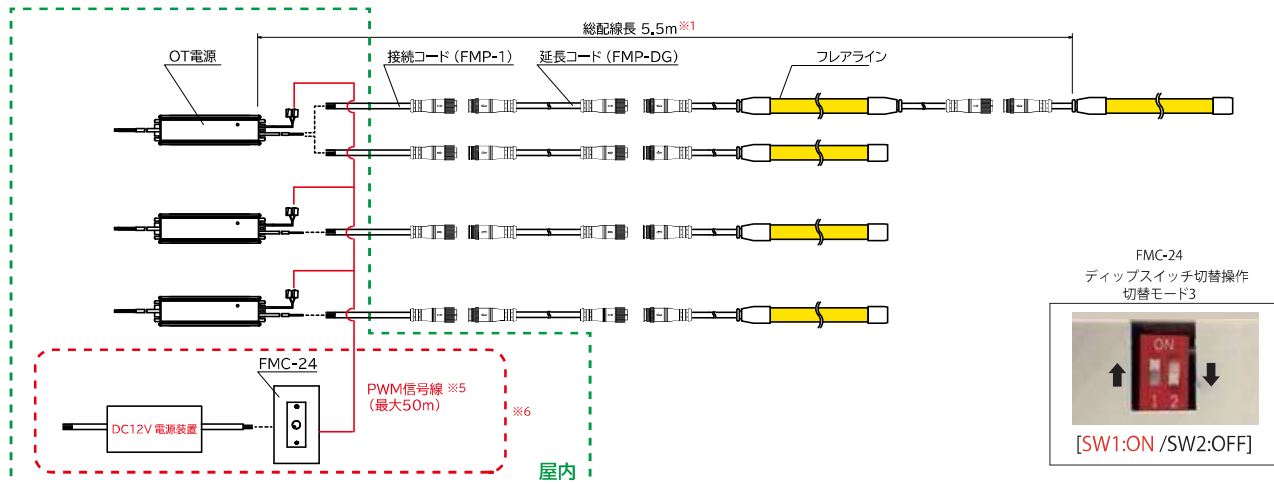 総配線長 5.5m※1
OT電源
接続コード（FMP-1）
延長コード（FMP-DG）
フレアライン
FMC-24
ディップスイッチ切替操作
切替モード3
ON
1 2
[SW1:ON /SW2:OFF]
FMC-24
PWM信号線 ※5
（最大50m）
※6
DC12V 電源装置
屋内